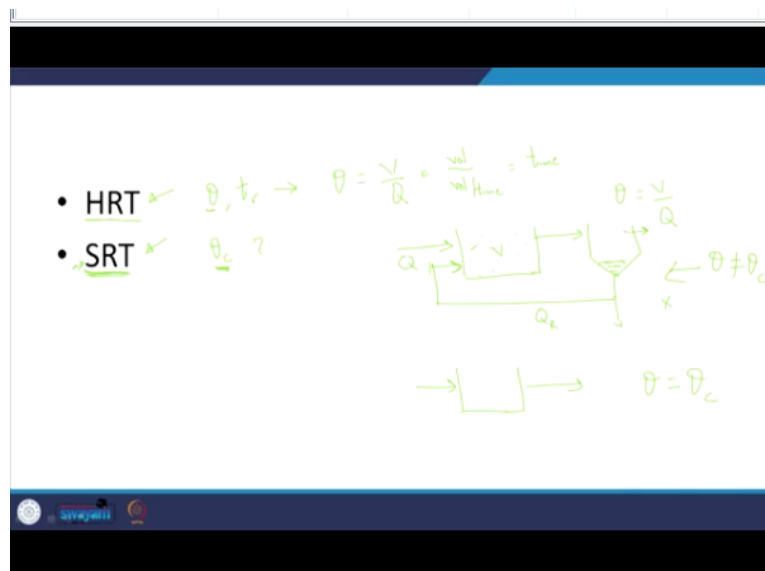 • HRT θ, tᵣ → θ = V/Q = vol/vol/time = time
• SRT θc ?
θ = V/Q
Q
V
θ ≠ θc
x
QR
θ = θc
swayam